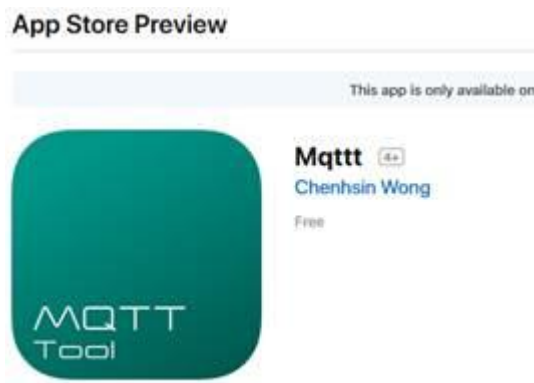 App Store Preview
This app is only available on
Mqttt 4+
Chenhsin Wong
Free
MQTT
Tool